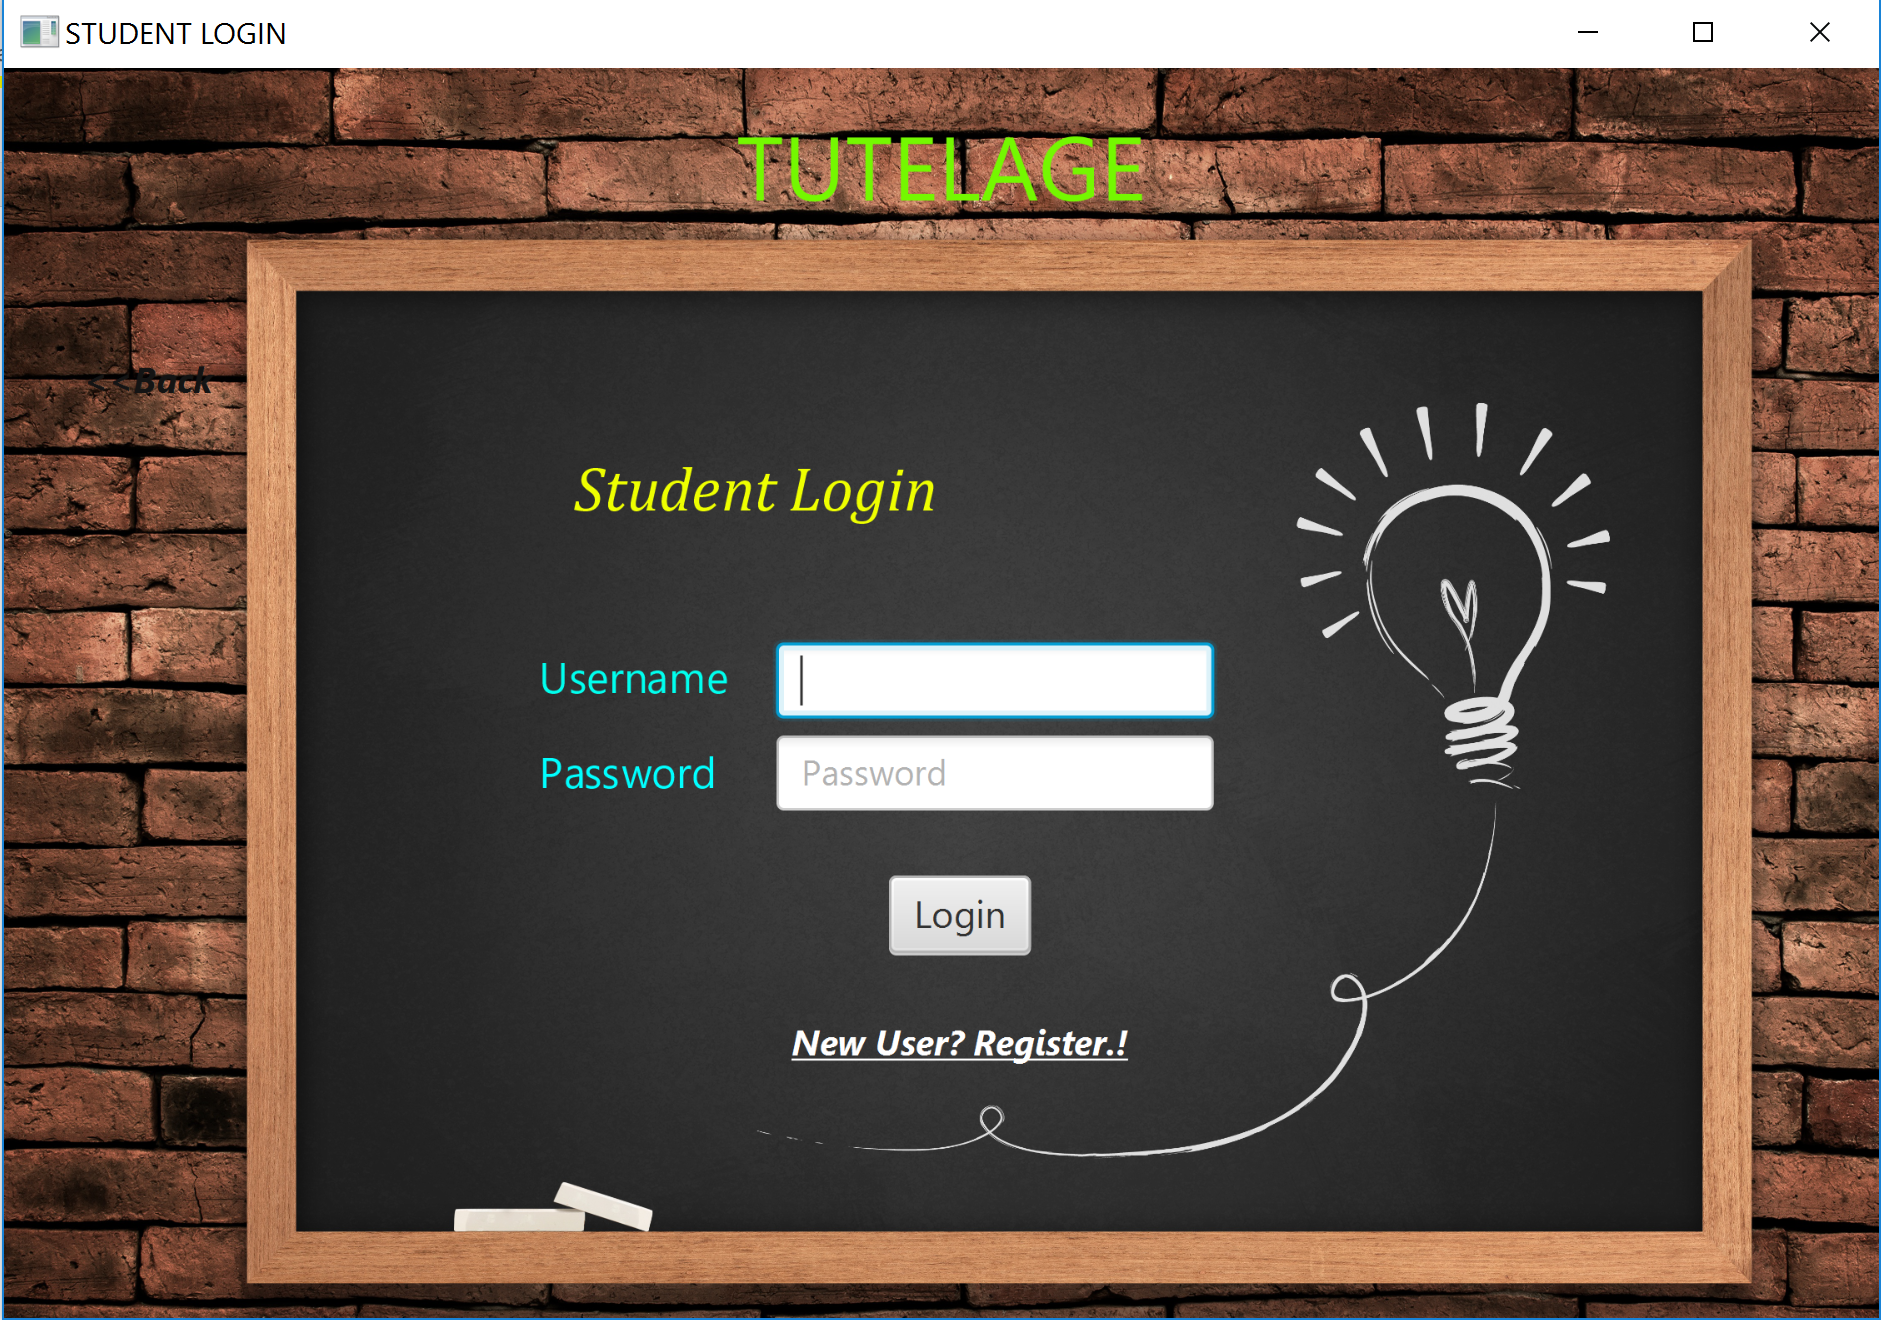 STUDENT LOGIN
TUTELAGE
<<Back
Student Login
Username
Password
Password
Login
New User? Register.!